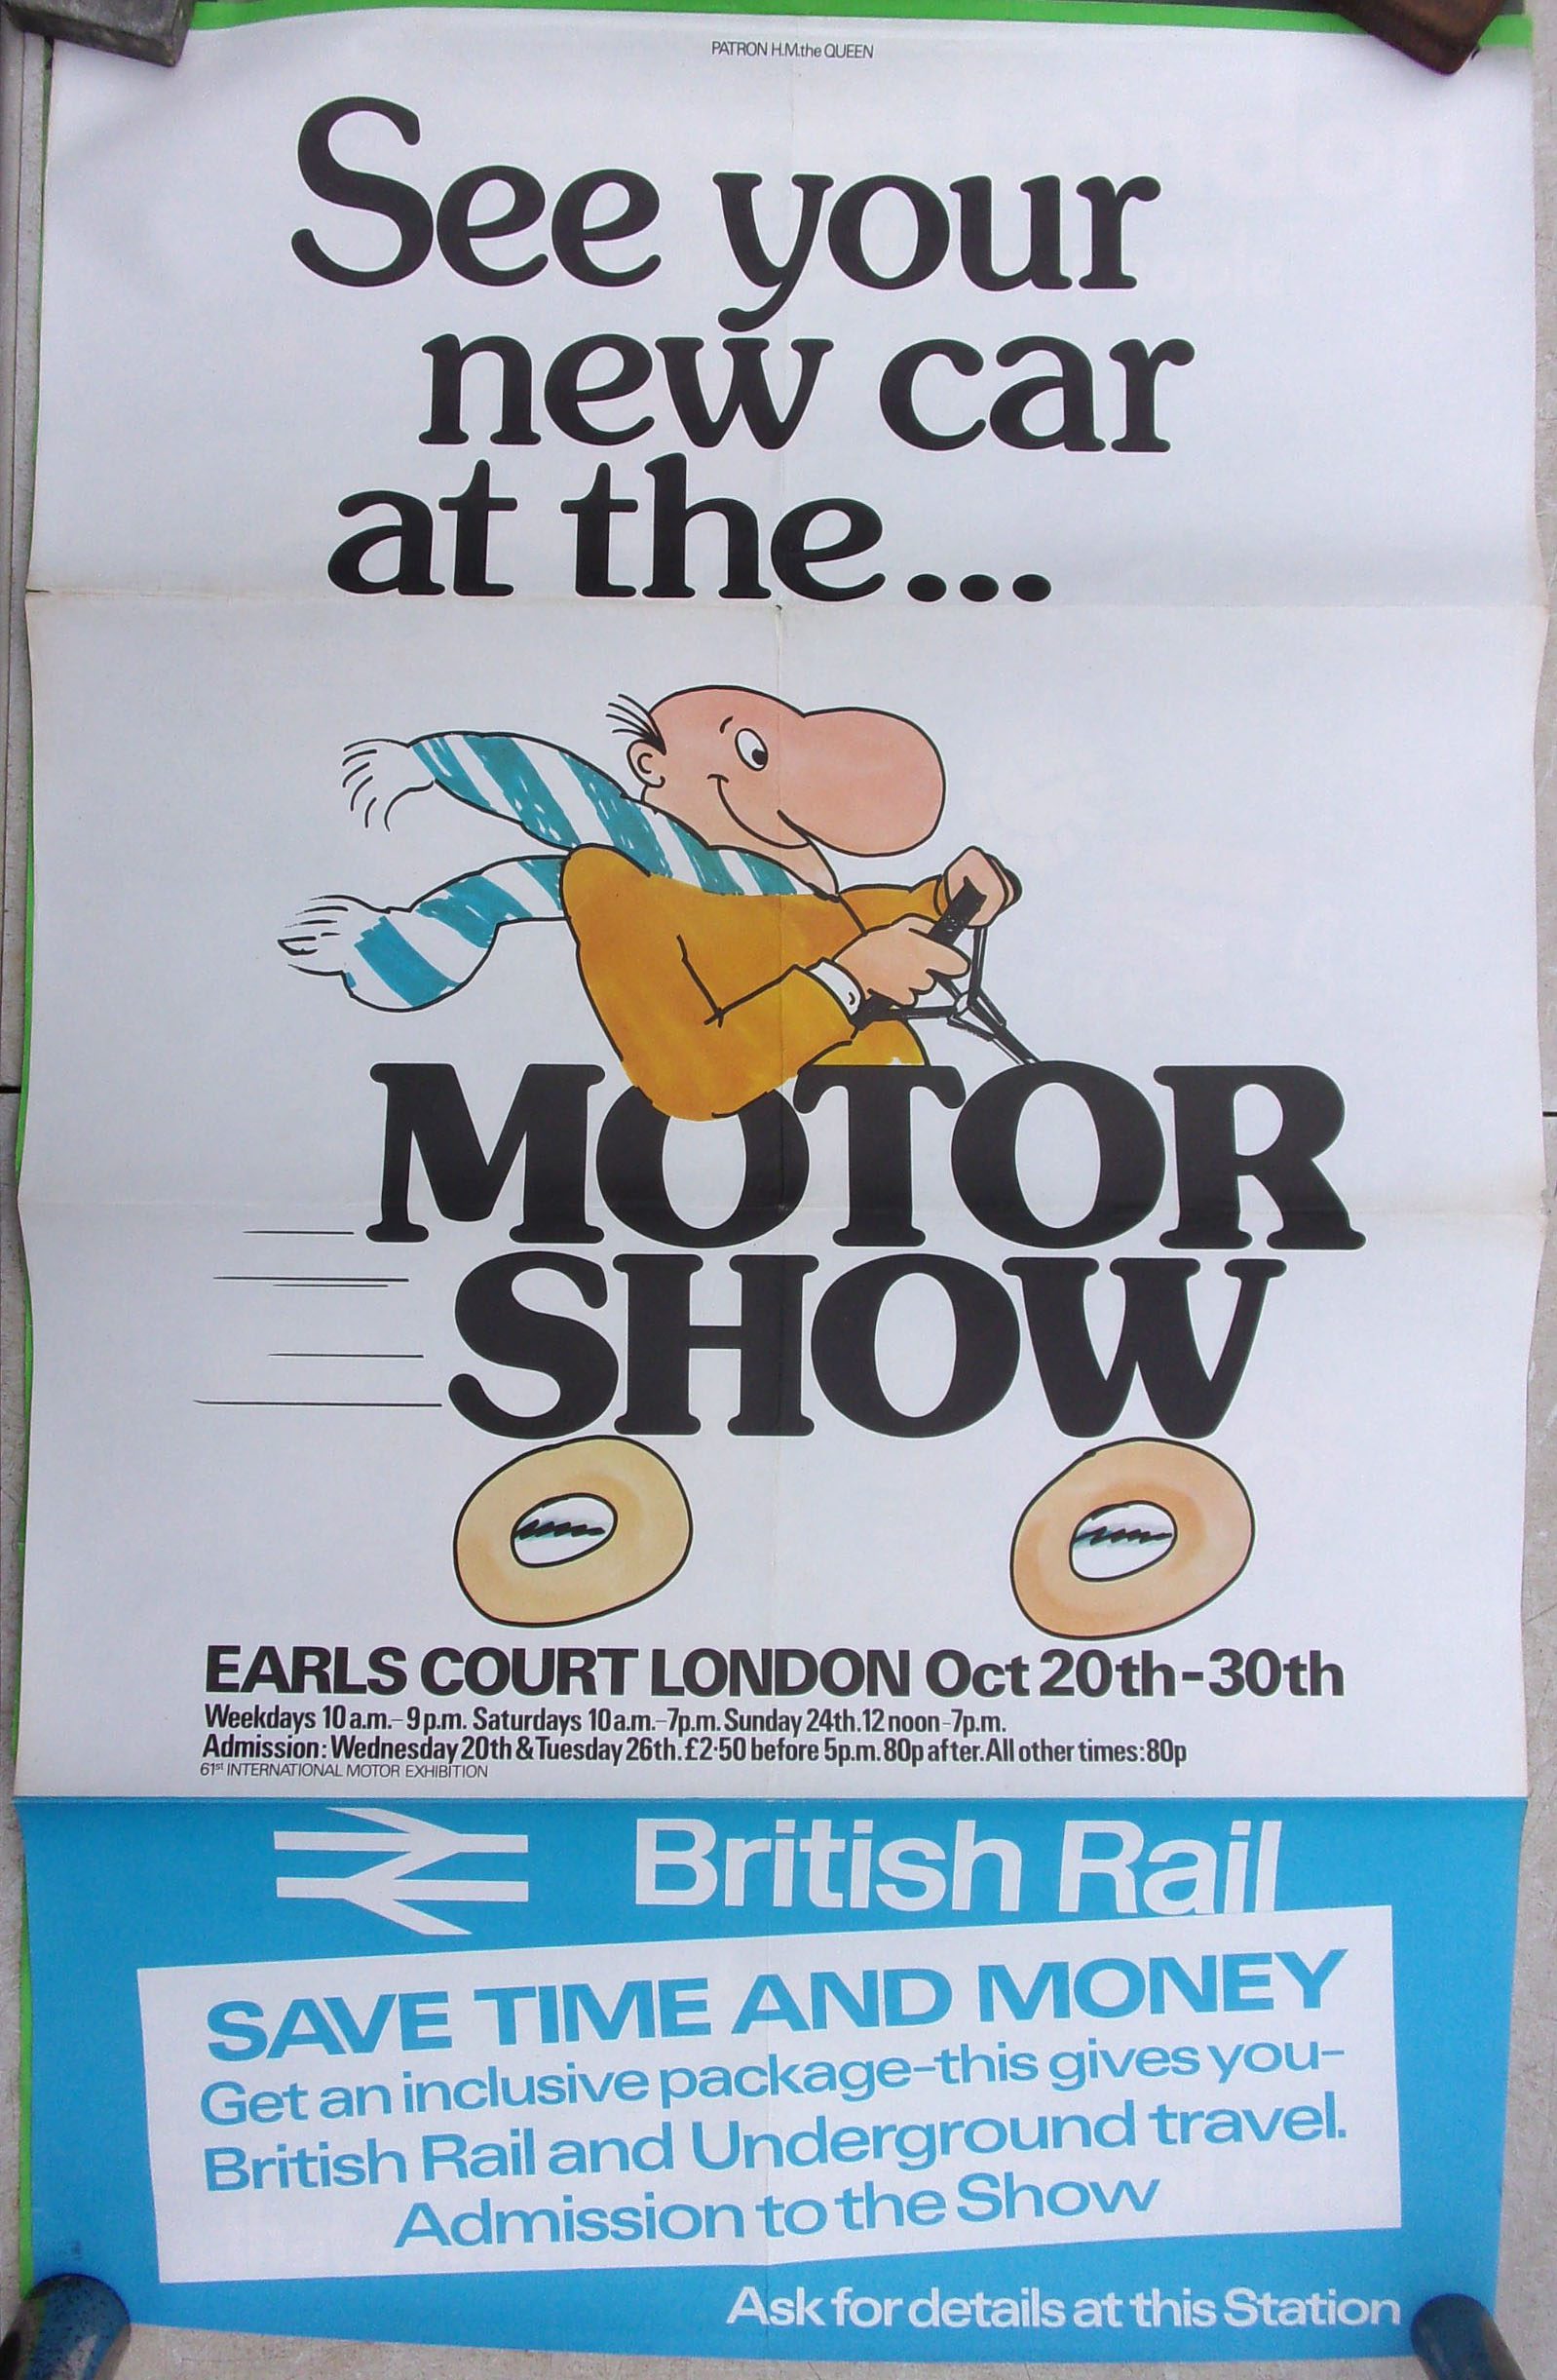 PATRON H.M.the QUEEN
See your
new car
at the...
MOTOR
SHOW
EARLS COURT LONDON Oct 20th-30th
Weekdays 10a.m.-9p.m. Saturdays 10a.m.-7p.m. Sunday 24th.12noon-7p.m.
Admission: Wednesday 20th & Tuesday 26th. £2·50 before 5p.m. 80p after. All other times: 80p
61st INTERNATIONAL MOTOR EXHIBITION
British Rail
SAVE TIME AND MONEY
Get an inclusive package-this gives you-
British Rail and Underground travel.
Admission to the Show
Ask for details at this Station